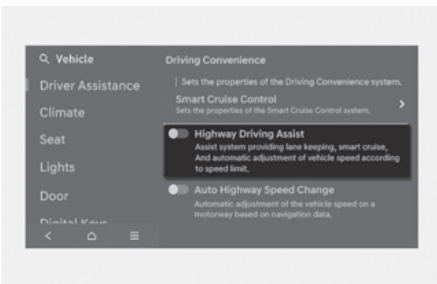 Vehicle
Driver Assistance
Climate
Seat
Lights
Door
Digital Keys
Driving Convenience
Sets the properties of the Driving Convenience system.
Smart Cruise Control
Sets the properties of the Smart Cruise Control system.
Highway Driving Assist
Assist system providing lane keeping, smart cruise,
And automatic adjustment of vehicle speed according
to speed limit.
Auto Highway Speed Change
Automatic adjustment of the vehicle speed on a
motorway based on navigation data.